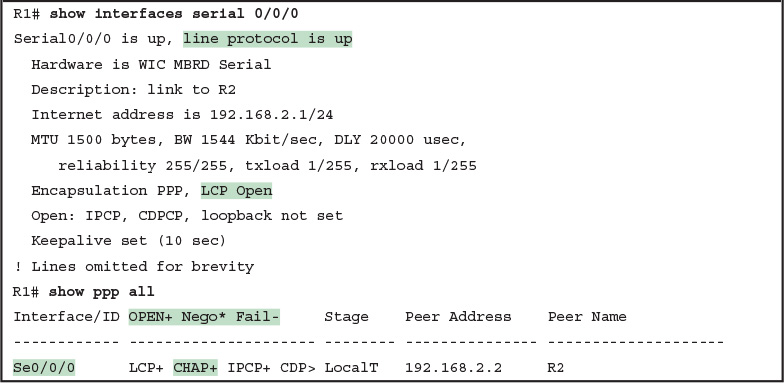 R1# show interfaces serial 0/0/0
Serial0/0/0 is up, line protocol is up
  Hardware is WIC MBRD Serial
  Description: link to R2
  Internet address is 192.168.2.1/24
  MTU 1500 bytes, BW 1544 Kbit/sec, DLY 20000 usec,
     reliability 255/255, txload 1/255, rxload 1/255
  Encapsulation PPP, LCP Open
  Open: IPCP, CDPCP, loopback not set
  Keepalive set (10 sec)
! Lines omitted for brevity
R1# show ppp all
Interface/ID OPEN+ Nego* Fail-     Stage    Peer Address    Peer Name
------------ --------------------- -------- --------------- --------------------
Se0/0/0      LCP+ CHAP+ IPCP+ CDP> LocalT   192.168.2.2     R2